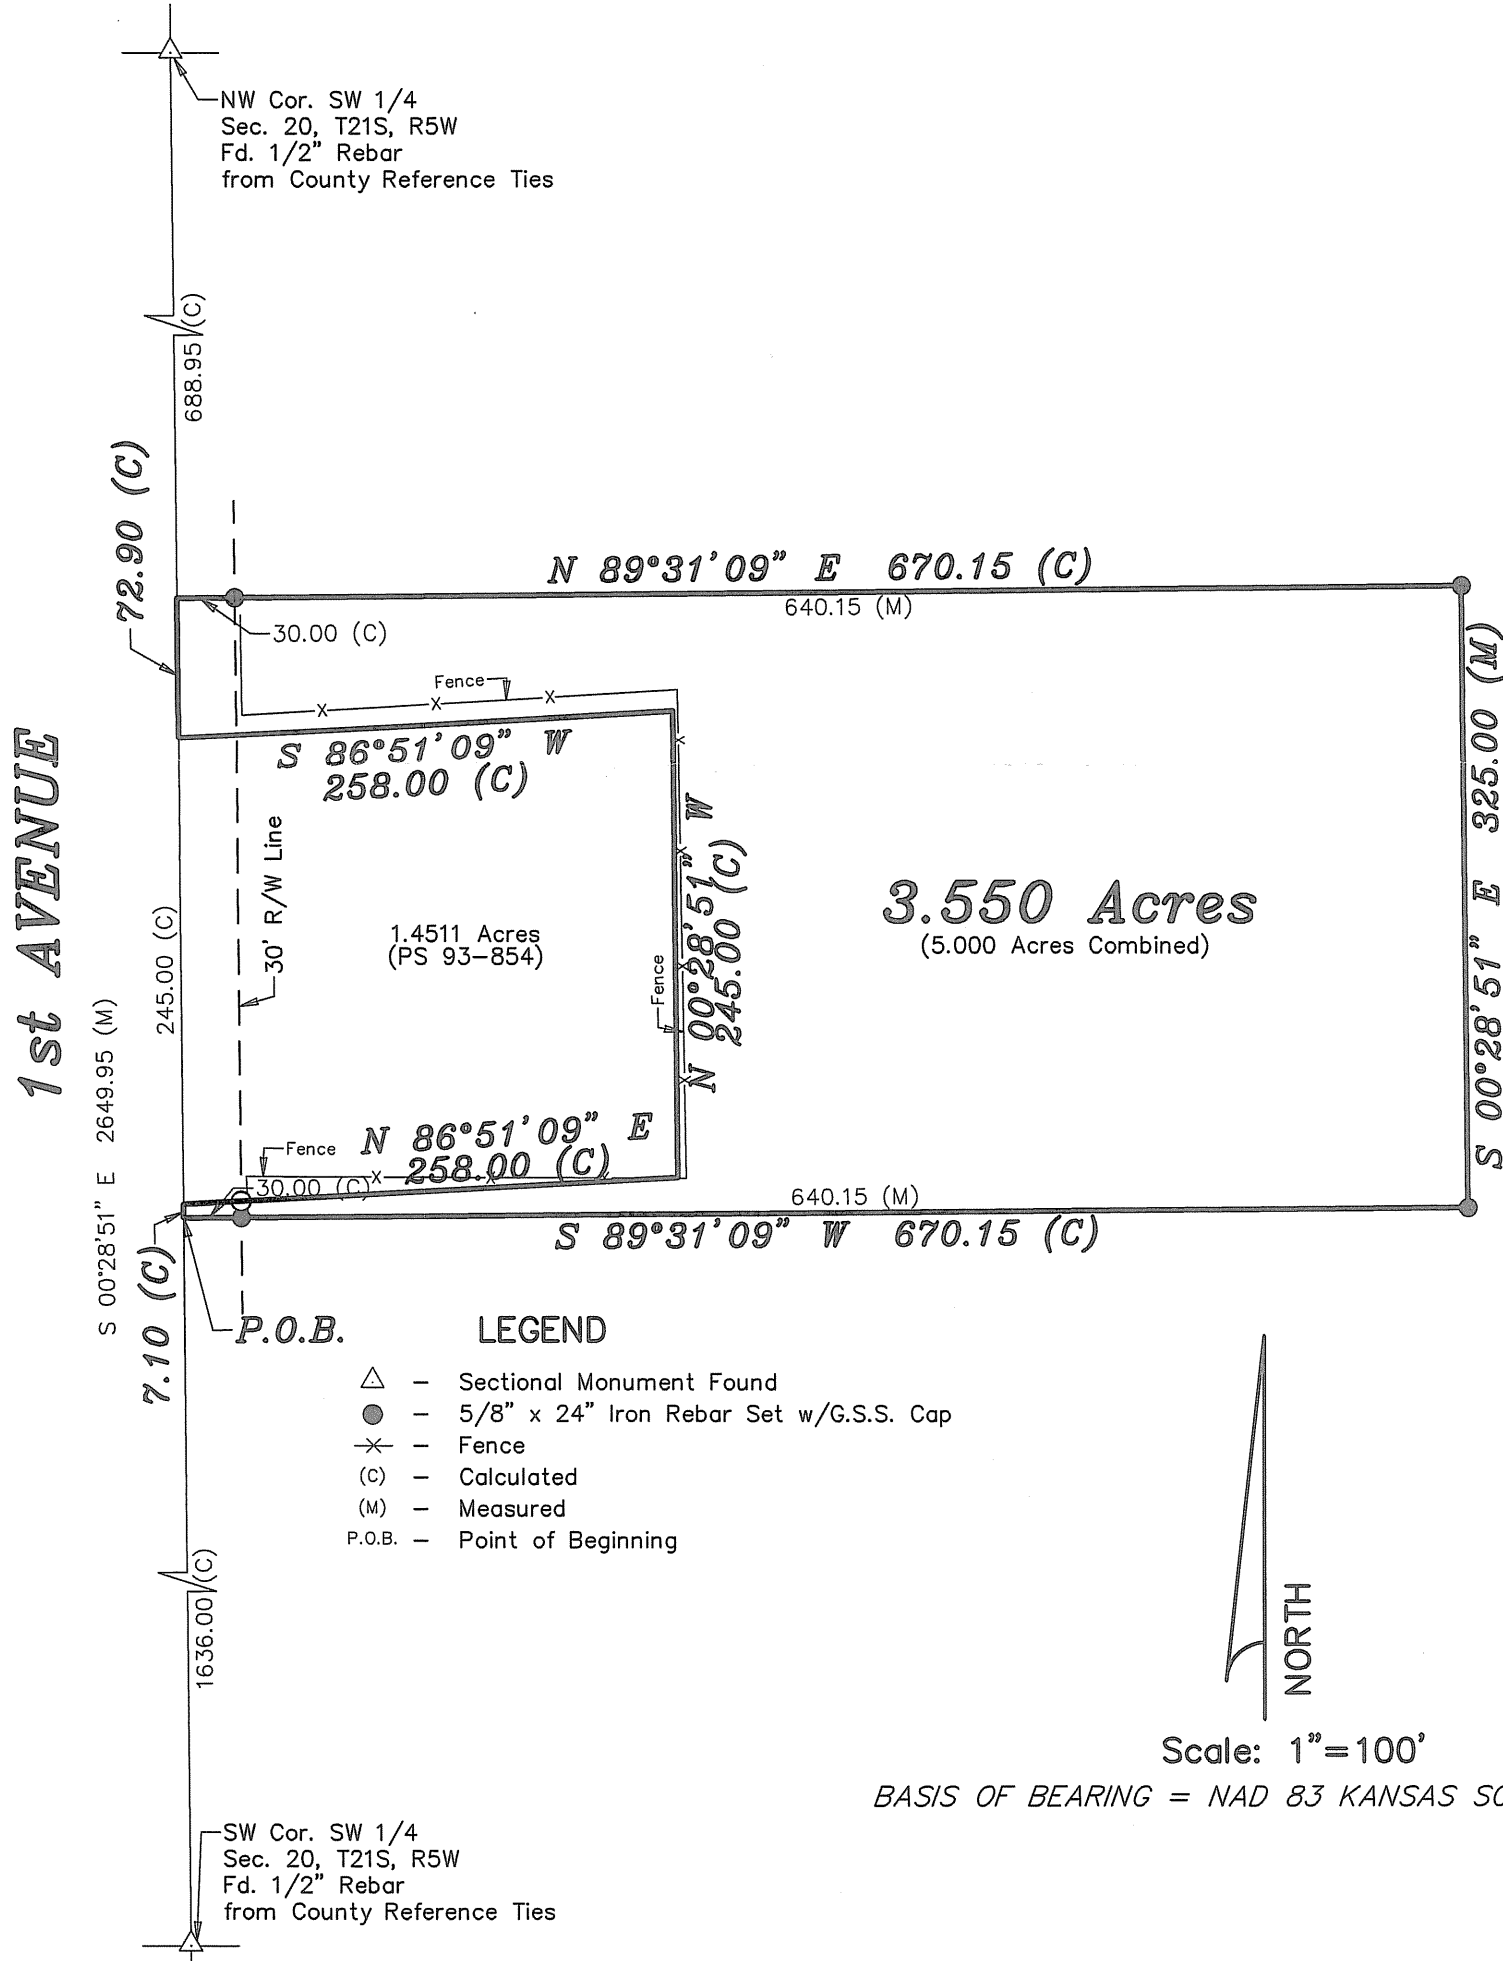 NW Cor. SW 1/4
Sec. 20, T21S, R5W
Fd. 1/2" Rebar
from County Reference Ties
688.95 (C)
72.90 (C)
N 89°31'09" E 670.15 (C)
640.15 (M)
30.00 (C)
Fence
S 86°51'09" W
258.00 (C)
1st AVENUE
30' R/W Line
245.00 (C)
S 00°28'51" E 2649.95 (M)
1.4511 Acres
(PS 93-854)
Fence
N 00°28'51" W
245.00 (C)
3.550 Acres
(5.000 Acres Combined)
S 00°28'51" E 325.00 (M)
Fence
N 86°51'09" E
258.00 (C)
30.00 (C)
640.15 (M)
S 89°31'09" W 670.15 (C)
7.10 (C)
P.O.B.
LEGEND
– Sectional Monument Found
– 5/8" x 24" Iron Rebar Set w/G.S.S. Cap
– Fence
(C) – Calculated
(M) – Measured
P.O.B. – Point of Beginning
1636.00 (C)
NORTH
Scale: 1"=100'
BASIS OF BEARING = NAD 83 KANSAS
SW Cor. SW 1/4
Sec. 20, T21S, R5W
Fd. 1/2" Rebar
from County Reference Ties